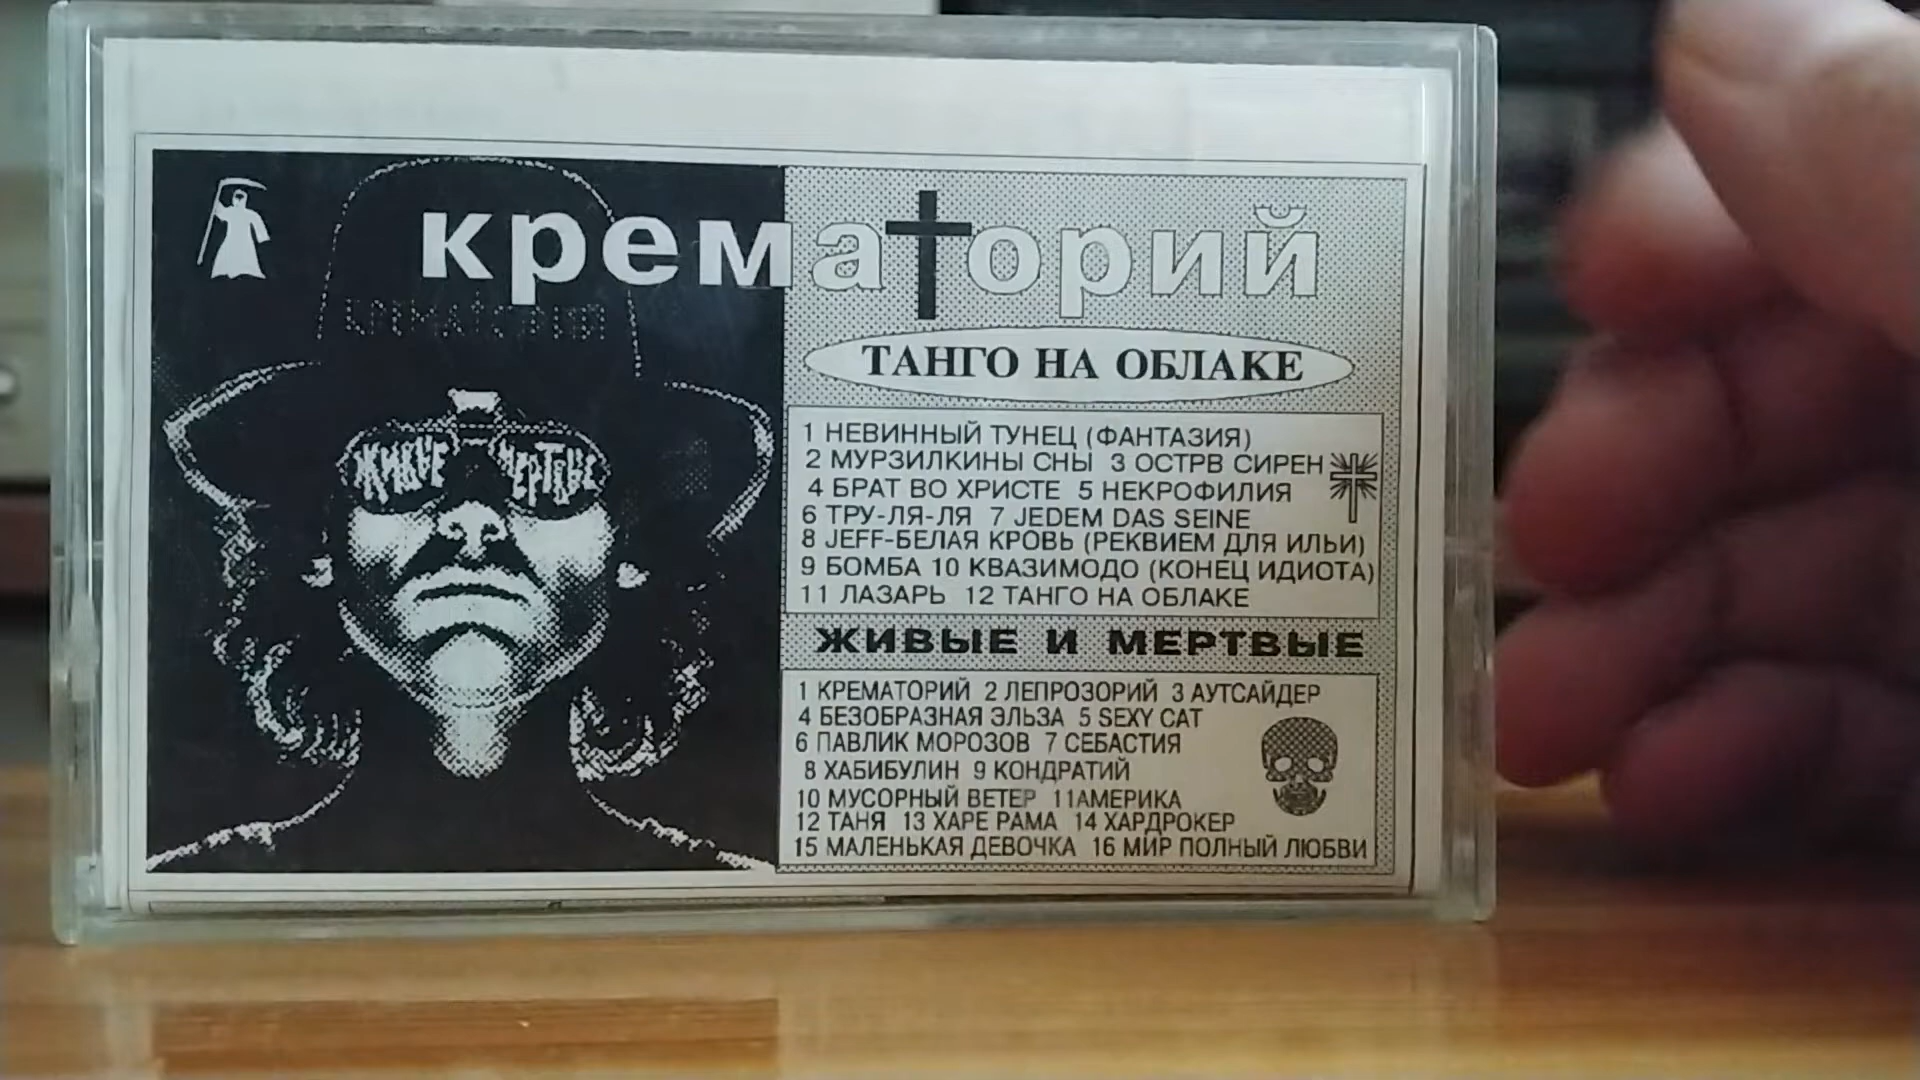 крематорий
КРЕМАТОРИЙ
ЖИВЫЕ МЕРТВЫЕ
ТАНГО НА ОБЛАКЕ
1 НЕВИННЫЙ ТУНЕЦ (ФАНТАЗИЯ)
2 МУРЗИЛКИНЫ СНЫ 3 ОСТРВ СИРЕН
4 БРАТ ВО ХРИСТЕ 5 НЕКРОФИЛИЯ
6 ТРУ-ЛЯ-ЛЯ 7 JEDEM DAS SEINE
8 JEFF-БЕЛАЯ КРОВЬ (РЕКВИЕМ ДЛЯ ИЛЬИ)
9 БОМБА 10 КВАЗИМОДО (КОНЕЦ ИДИОТА)
11 ЛАЗАРЬ 12 ТАНГО НА ОБЛАКЕ
ЖИВЫЕ И МЕРТВЫЕ
1 КРЕМАТОРИЙ 2 ЛЕПРОЗОРИЙ 3 АУТСАЙДЕР
4 БЕЗОБРАЗНАЯ ЭЛЬЗА 5 SEXY CAT
6 ПАВЛИК МОРОЗОВ 7 СЕБАСТИЯ
8 ХАБИБУЛИН 9 КОНДРАТИЙ
10 МУСОРНЫЙ ВЕТЕР 11АМЕРИКА
12 ТАНЯ 13 ХАРЕ РАМА 14 ХАРДРОКЕР
15 МАЛЕНЬКАЯ ДЕВОЧКА 16 МИР ПОЛНЫЙ ЛЮБВИ